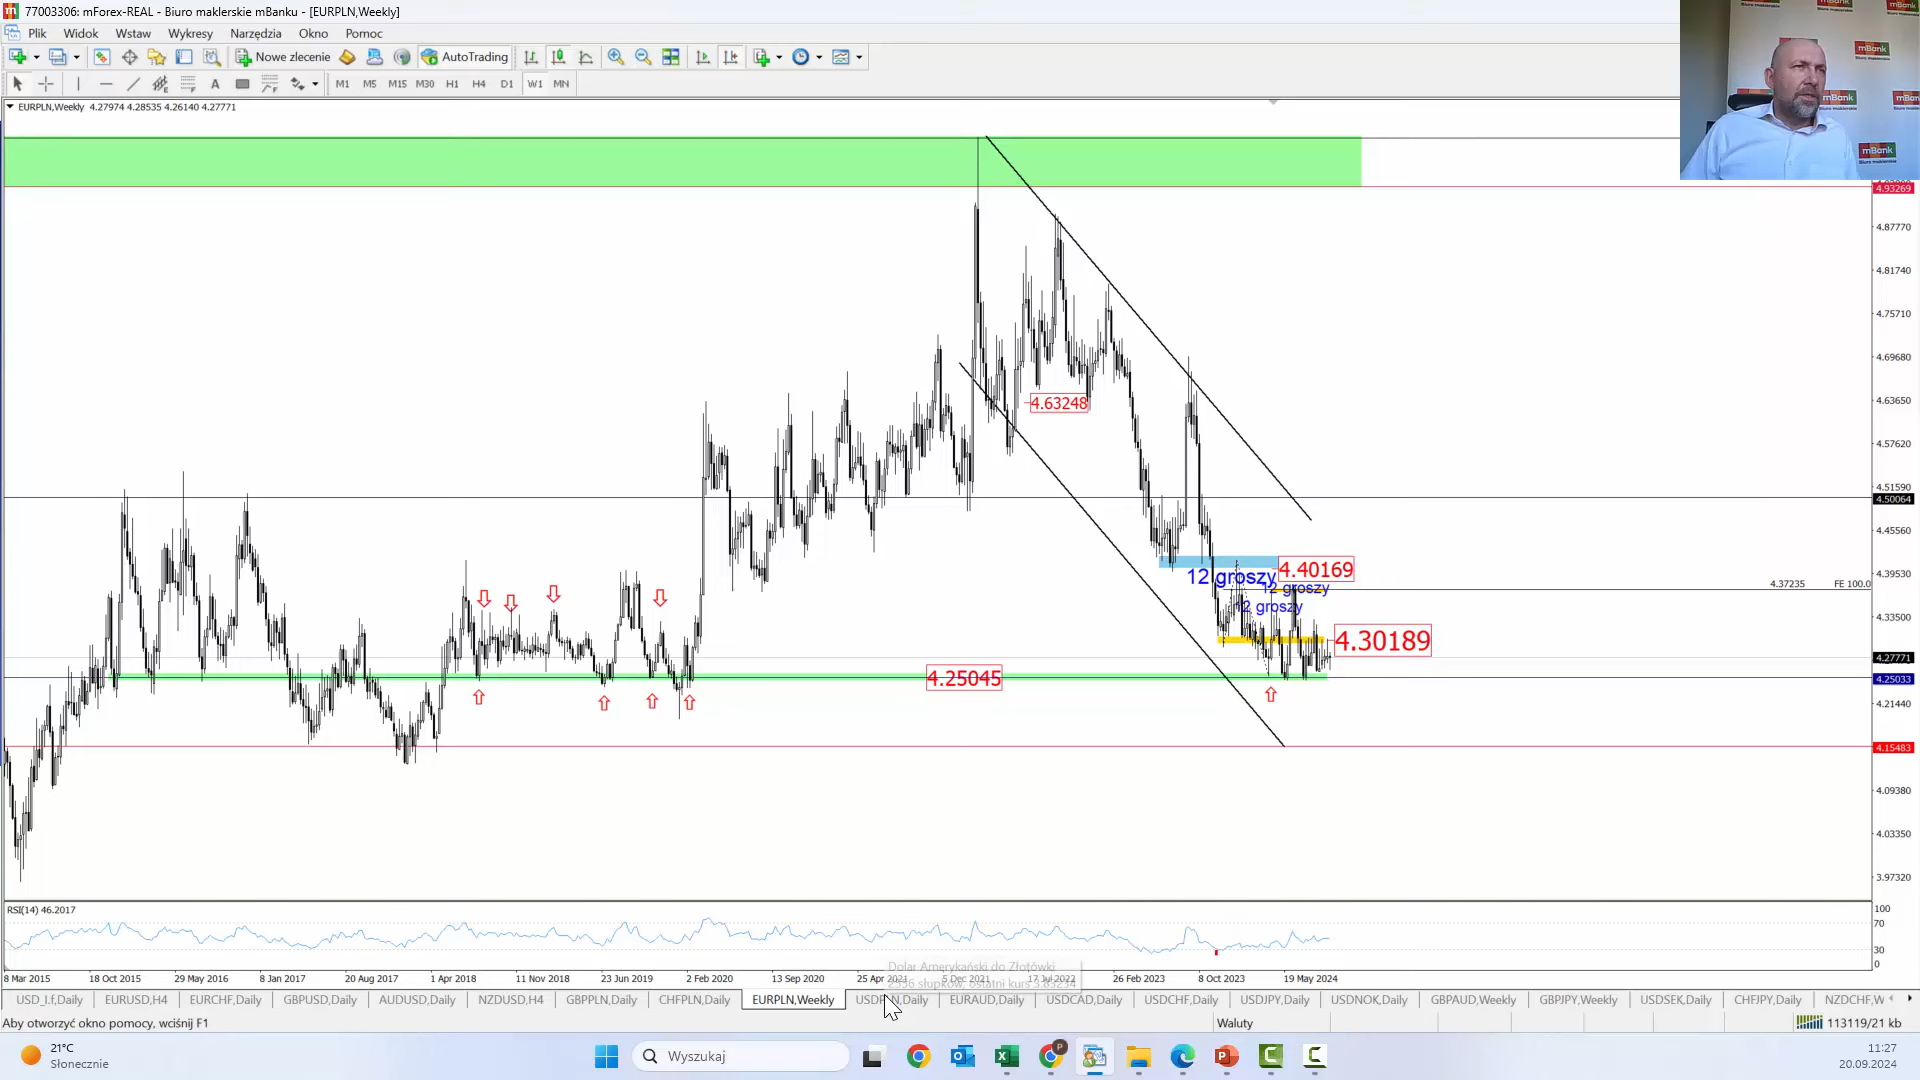 77003306: mForex-REAL - Biuro maklerskie mBanku - [EURPLN,Weekly]
Plik Widok Wstaw Wykresy Narzędzia Okno Pomoc
Nowe zlecenie AutoTrading
A M1 M5 M15 M30 H1 H4 D1 W1 MN
EURPLN,Weekly 4.27974 4.28535 4.26140 4.27771
mBank
mBank
mBank
mBank
4.93269
4.87770
4.81740
4.75710
4.69680
4.63650
4.57620
4.51590
4.50064
4.45560
4.39530
4.33500
4.27771
4.25033
4.21440
4.15483
4.09380
4.03350
3.97320
4.63248
12 groszy 4.40169
12 groszy
12 groszy
4.37235 FE 100.0
4.30189
4.25045
RSI(14) 46.2017
100
70
30
0
8 Mar 2015 18 Oct 2015 29 May 2016 8 Jan 2017 20 Aug 2017 1 Apr 2018 11 Nov 2018 23 Jun 2019 2 Feb 2020 13 Sep 2020 25 Apr 2021 5 Dec 2021 17 Jul 2022 26 Feb 2023 8 Oct 2023 19 May 2024
Dolar Amerykański do Złotówki
2556 słupków, ostatni kurs 3.83234
USD_I.f,Daily EURUSD,H4 EURCHF,Daily GBPUSD,Daily AUDUSD,Daily NZDUSD,H4 GBPPLN,Daily CHFPLN,Daily EURPLN,Weekly USDPLN,Daily EURAUD,Daily USDCAD,Daily USDCHF,Daily USDJPY,Daily USDNOK,Daily GBPAUD,Weekly GBPJPY,Weekly USDSEK,Daily CHFJPY,Daily NZDCHF,W
Aby otworzyć okno pomocy, wciśnij F1 Waluty 113119/21 kb
21°C
Słonecznie
Wyszukaj
11:27
20.09.2024